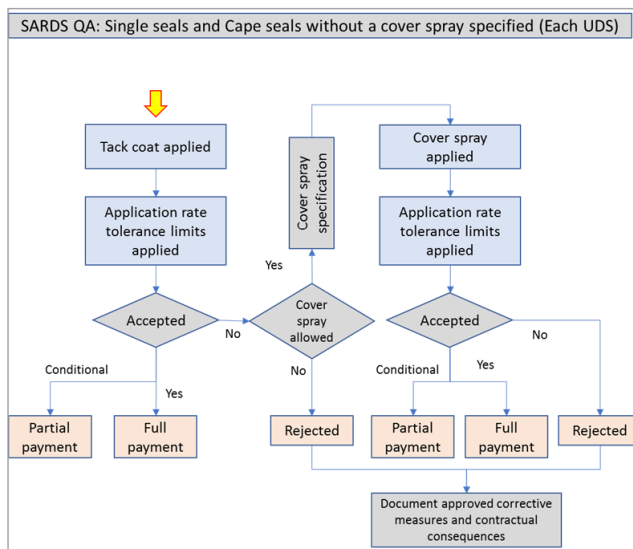 SARDS QA: Single seals and Cape seals without a cover spray specified (Each UDS)
Tack coat applied
Application rate
tolerance limits
applied
Accepted
No
Conditional
Yes
Partial
payment
Full
payment
Cover spray
specification
Yes
Cover
spray
allowed
No
Rejected
Cover spray
applied
Application rate
tolerance limits
applied
Accepted
No
Conditional
Yes
Partial
payment
Full
payment
Rejected
Document approved corrective
measures and contractual
consequences